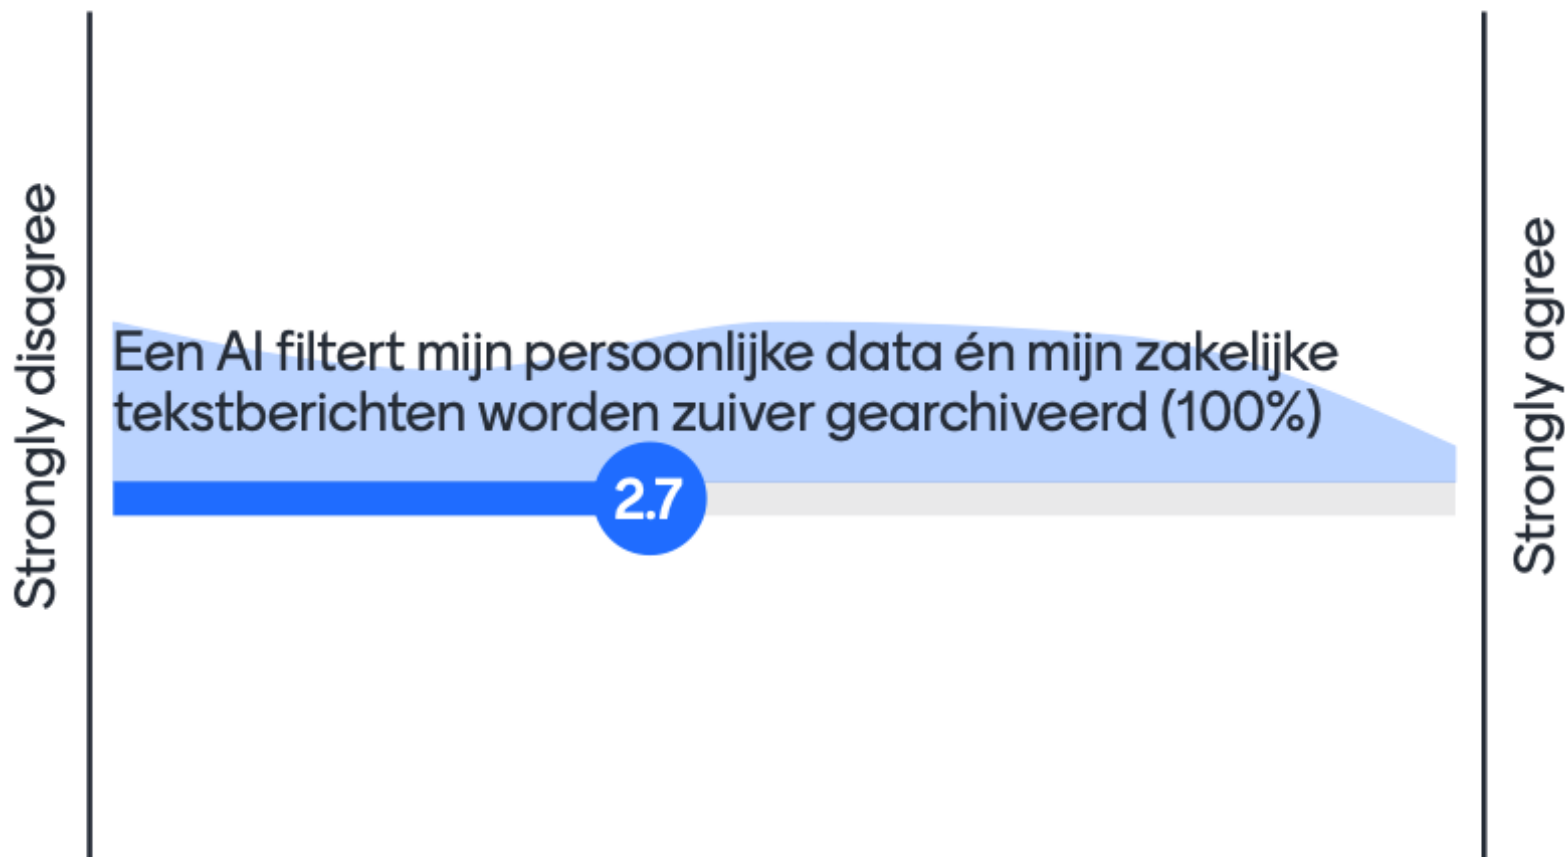 Strongly disagree
Een AI filtert mijn persoonlijke data én mijn zakelijke
tekstberichten worden zuiver gearchiveerd (100%)
2.7
Strongly agree